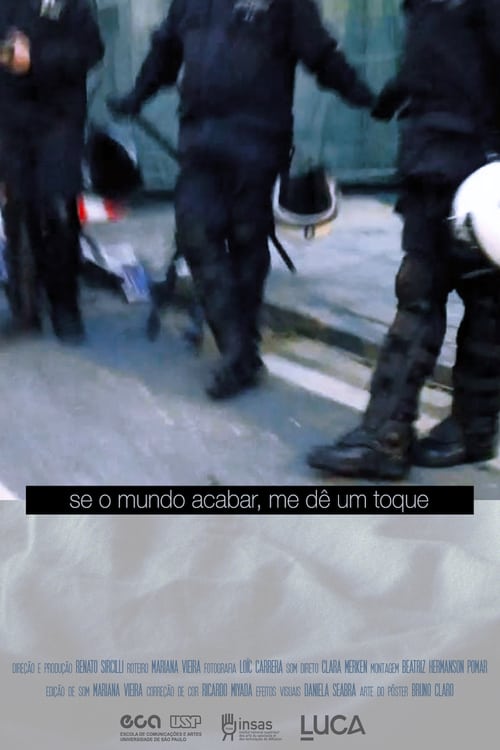 se o mundo acabar, me dê um toque
DIREÇÃO E PRODUÇÃO RENATO SIRCILLI ROTEIRO MARIANA VIEIRA FOTOGRAFIA LOÏC CARRERA SOM DIRETO CLARA MERKEN MONTAGEM BEATRIZ HERMANSON POMAR
EDIÇÃO DE SOM MARIANA VIEIRA CORREÇÃO DE COR RICARDO MIYADA EFEITOS VISUAIS DANIELA SEABRA ARTE DO PÔSTER BRUNO CLARO
eca USP insas LUCA
ESCOLA DE COMUNICAÇÕES E ARTES
UNIVERSIDADE DE SÃO PAULO